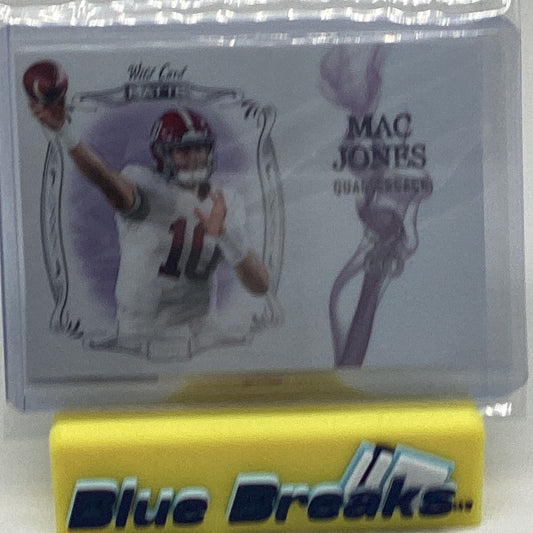 Wild Card
MATTE
MAC
JONES
QUARTERBACK
10
Blue Breaks